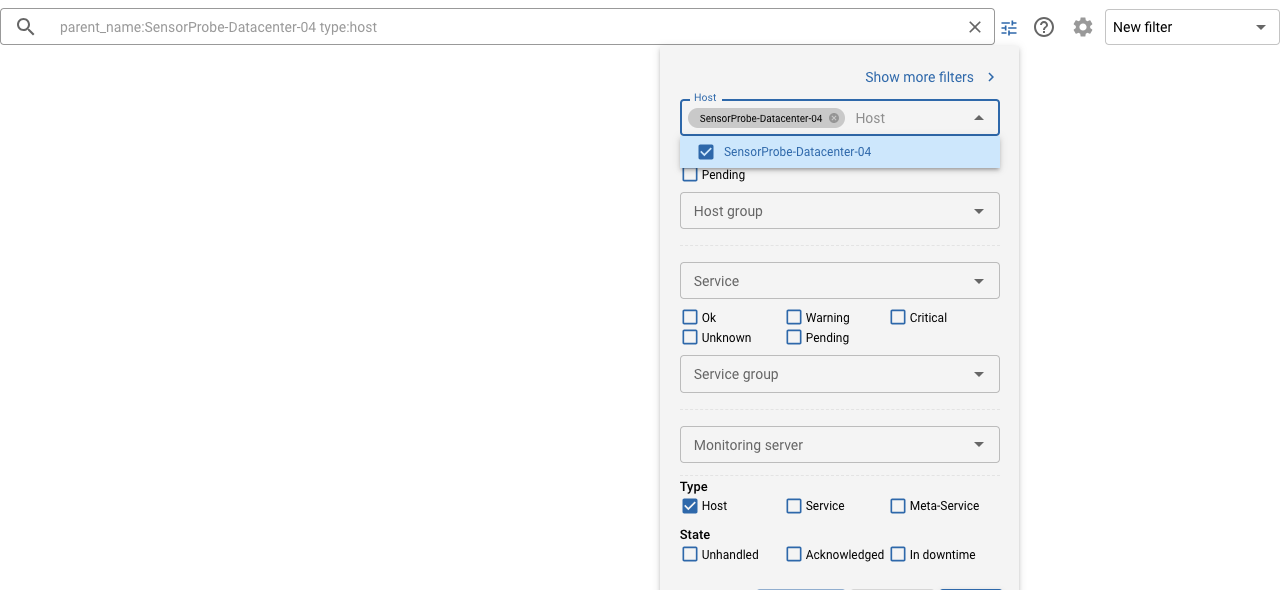 parent_name:SensorProbe-Datacenter-04 type:host
New filter
Show more filters
Host
SensorProbe-Datacenter-04 Host
SensorProbe-Datacenter-04
Pending
Host group
Service
Ok Warning Critical
Unknown Pending
Service group
Monitoring server
Type
Host Service Meta-Service
State
Unhandled Acknowledged In downtime